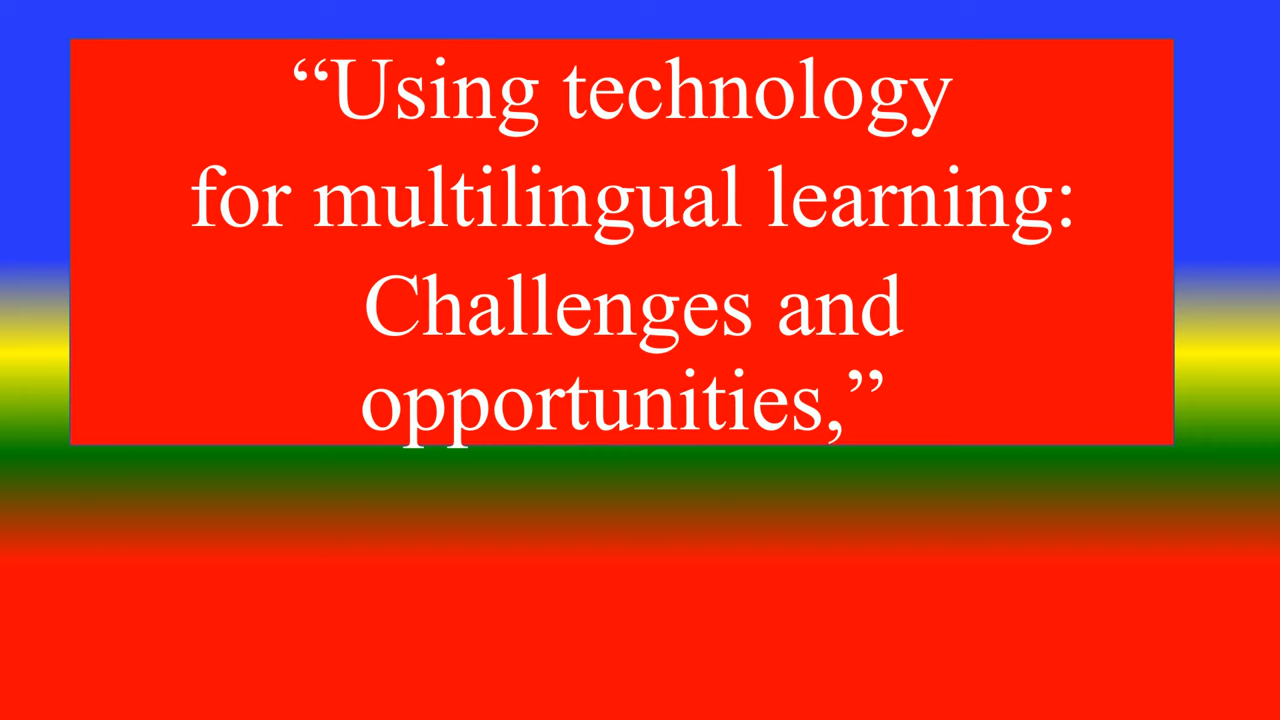 “Using technology
for multilingual learning:
Challenges and
opportunities,”